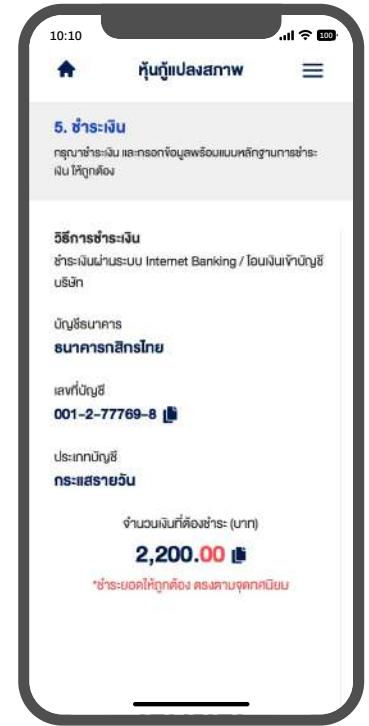 10:10
100
หุ้นกู้แปลงสภาพ
5. ชำระเงิน
กรุณาชำระเงิน และกรอกข้อมูลพร้อมแนบหลักฐานการชำระ
เงิน ให้ถูกต้อง
วิธีการชำระเงิน
ชำระเงินผ่านระบบ Internet Banking / โอนเงินเข้าบัญชี
บริษัท
บัญชีธนาคาร
ธนาคารกสิกรไทย
เลขที่บัญชี
001-2-77769-8
ประเภทบัญชี
กระแสรายวัน
จำนวนเงินที่ต้องชำระ (บาท)
2,200.00
*ชำระยอดให้ถูกต้อง ตรงตามจุดทศนิยม